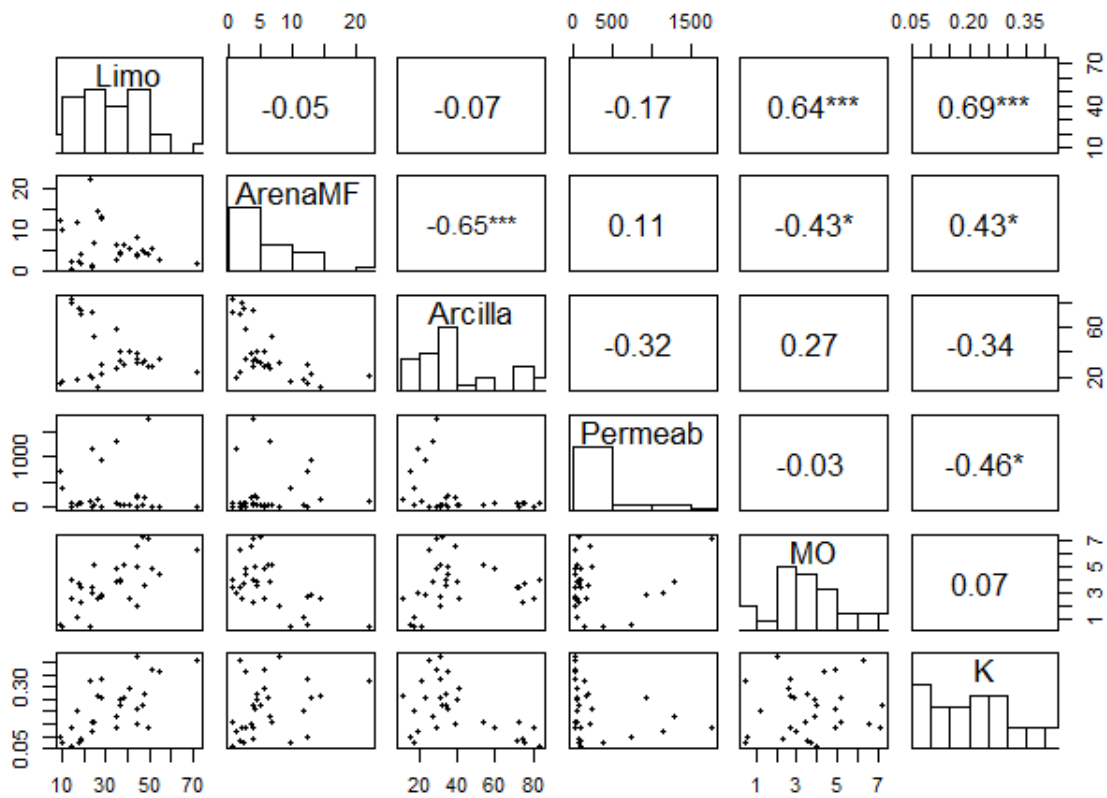 0 5 10 20 0 500 1500 0.05 0.20 0.35
Limo -0.05 -0.07 -0.17 0.64*** 0.69*** 10 40 70
0 10 20 ArenaMF -0.65*** 0.11 -0.43* 0.43*
Arcilla -0.32 0.27 -0.34 20 60
0 1000 Permeab -0.03 -0.46*
MO 0.07 1 3 5 7
0.05 0.30 K
10 30 50 70 20 40 60 80 1 3 5 7